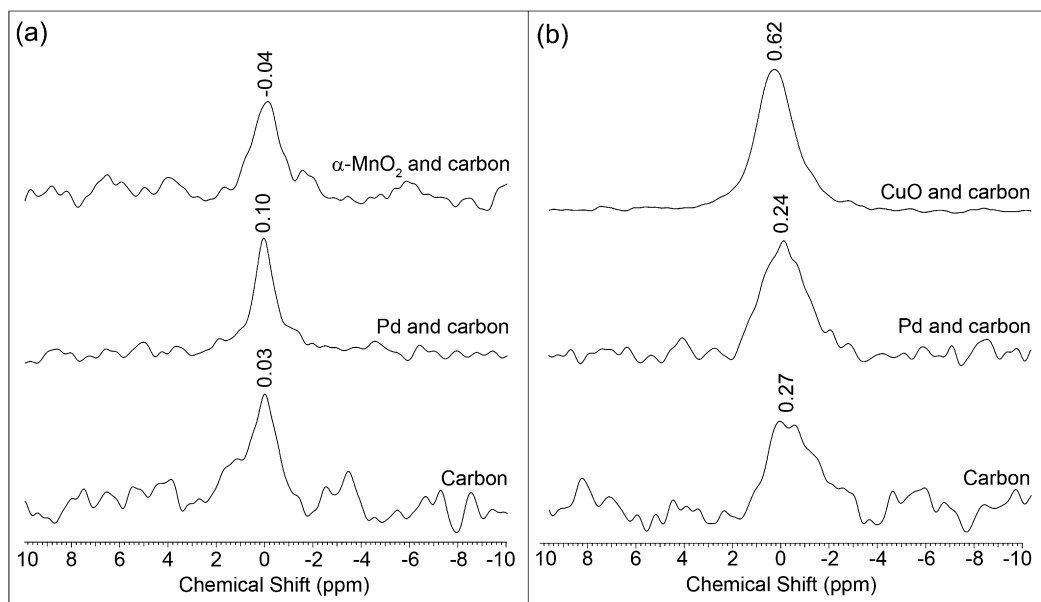 (a)
-0.04
α-MnO₂ and carbon
0.10
Pd and carbon
0.03
Carbon
10 8 6 4 2 0 -2 -4 -6 -8 -10
Chemical Shift (ppm)
(b)
0.62
CuO and carbon
0.24
Pd and carbon
0.27
Carbon
10 8 6 4 2 0 -2 -4 -6 -8 -10
Chemical Shift (ppm)